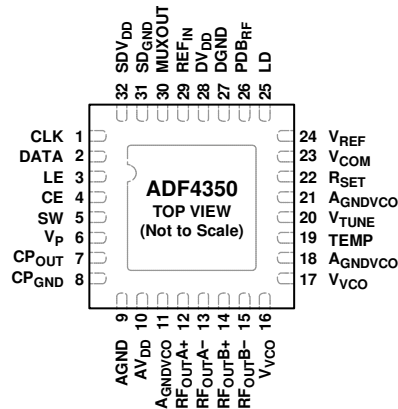 32 SDVDD
31 SDGND
30 MUXOUT
29 REFIN
28 DVDD
27 DGND
26 PDBRF
25 LD
CLK 1
DATA 2
LE 3
CE 4
SW 5
VP 6
CPOUT 7
CPGND 8
ADF4350
TOP VIEW
(Not to Scale)
24 VREF
23 VCOM
22 RSET
21 AGNDVCO
20 VTUNE
19 TEMP
18 AGNDVCO
17 VVCO
AGND 9
AVDD 10
AGNDVCO 11
RFOUTA+ 12
RFOUTA– 13
RFOUTB+ 14
RFOUTB– 15
VVCO 16